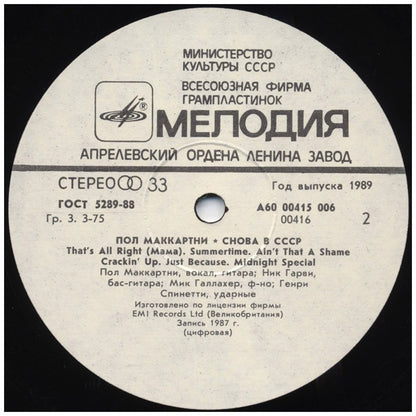 МИНИСТЕРСТВО
КУЛЬТУРЫ СССР
ВСЕСОЮЗНАЯ ФИРМА
ГРАМПЛАСТИНОК
®
МЕЛОДИЯ
АПРЕЛЕВСКИЙ ОРДЕНА ЛЕНИНА ЗАВОД
СТЕРЕО 33
Год выпуска 1989
ГОСТ 5289-88
А60 00415 006
Гр. 3. 3-75
00416
2
ПОЛ МАККАРТНИ ★ СНОВА В СССР
That's All Right (Мама). Summertime. Ain't That A Shame
Crackin' Up. Just Because. Midnight Special
Пол Маккартни, вокал, гитара; Ник Гарви,
бас-гитара; Мик Галлахер, ф-но; Генри
Спинетти, ударные
Изготовлено по лицензии фирмы
EMI Records Ltd (Великобритания)
Запись 1987 г.
(цифровая)